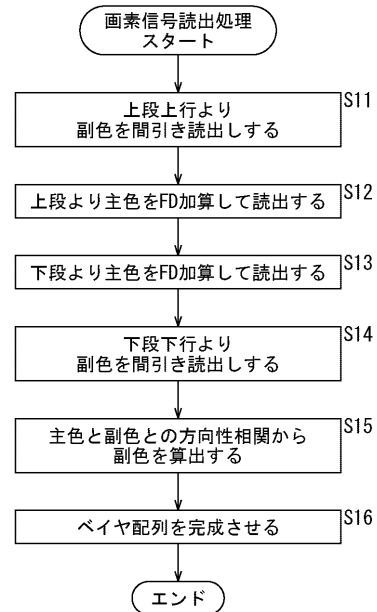 画素信号読出処理
スタート
S11
上段上行より
副色を間引き読出しする
S12
上段より主色をFD加算して読出する
S13
下段より主色をFD加算して読出する
S14
下段下行より
副色を間引き読出しする
S15
主色と副色との方向性相関から
副色を算出する
S16
ベイヤ配列を完成させる
エンド